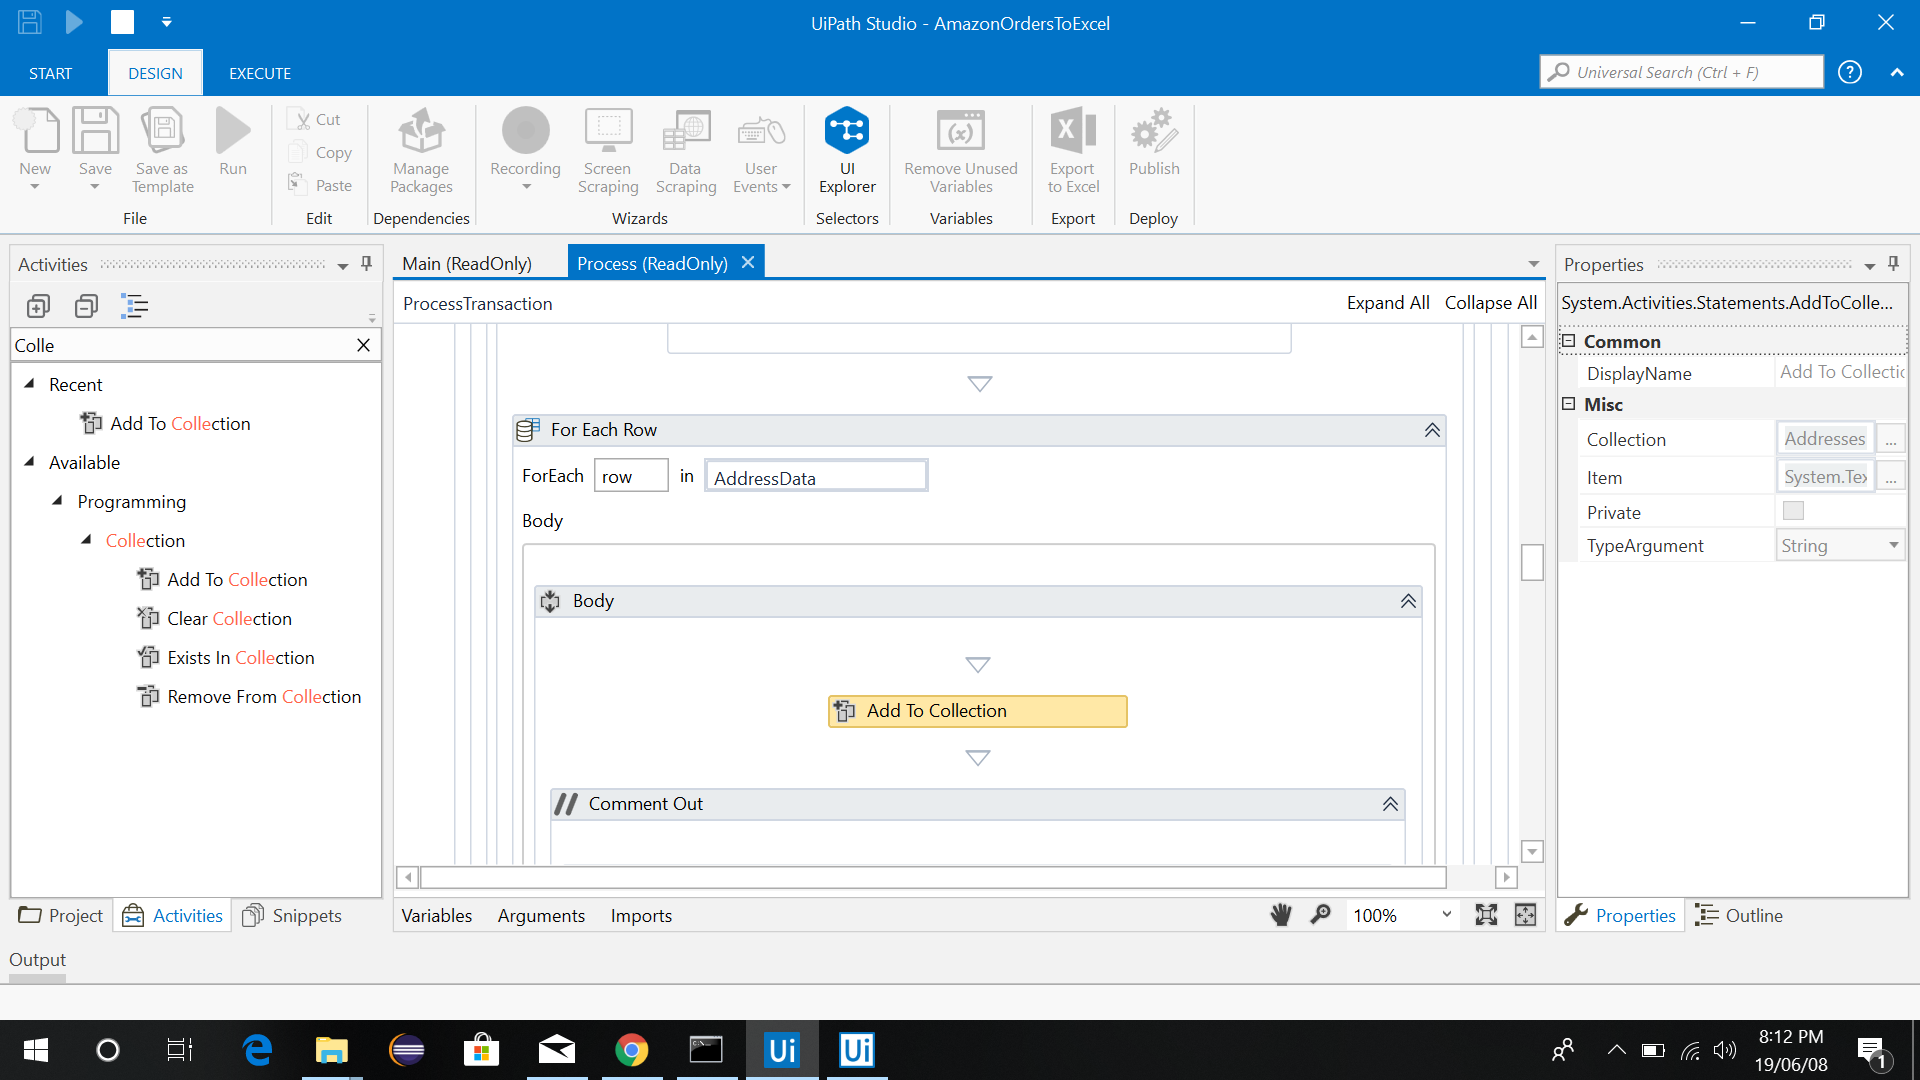 UiPath Studio - AmazonOrdersToExcel
START
DESIGN
EXECUTE
Universal Search (Ctrl + F)
?
New
Save
Save as
Template
Run
Cut
Copy
Paste
Manage
Packages
Recording
Screen
Scraping
Data
Scraping
User
Events
UI
Explorer
Remove Unused
Variables
Export
to Excel
Publish
File
Edit
Dependencies
Wizards
Selectors
Variables
Export
Deploy
Activities
Colle
Recent
Add To Collection
Available
Programming
Collection
Add To Collection
Clear Collection
Exists In Collection
Remove From Collection
Project
Activities
Snippets
Main (ReadOnly)
Process (ReadOnly)
ProcessTransaction
Expand All
Collapse All
For Each Row
ForEach
row
in
AddressData
Body
Body
Add To Collection
// Comment Out
Variables
Arguments
Imports
100%
Properties
System.Activities.Statements.AddToColle...
Common
DisplayName
Add To Collectic
Misc
Collection
Addresses
...
Item
System.Tex
...
Private
TypeArgument
String
Properties
Outline
Output
Ui
Ui
8:12 PM
19/06/08
1